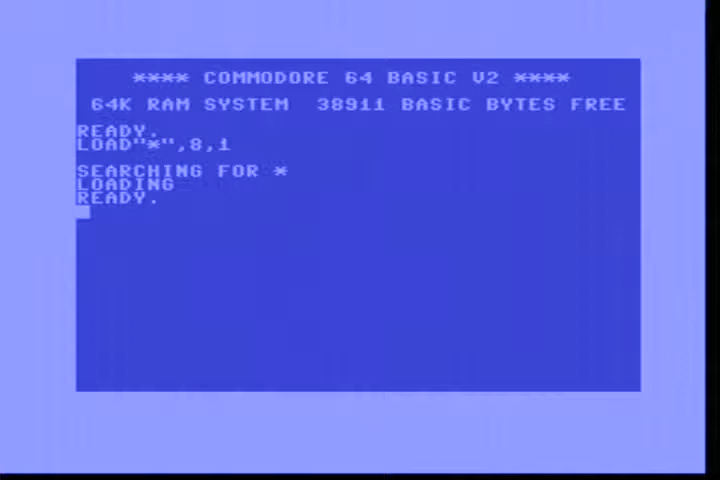 **** COMMODORE 64 BASIC V2 ****
64K RAM SYSTEM  38911 BASIC BYTES FREE
READY.
LOAD"*",8,1
SEARCHING FOR *
LOADING
READY.